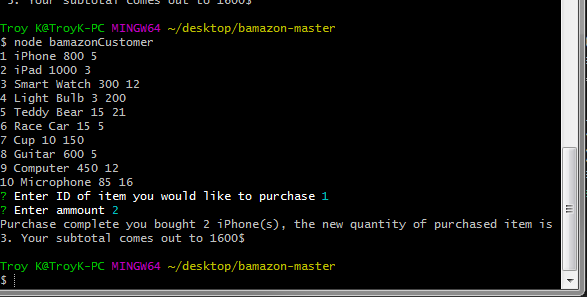 3. Your subtotal comes out to 1600$
Troy K@TroyK-PC MINGW64 ~/desktop/bamazon-master
$ node bamazonCustomer
1 iPhone 800 5
2 iPad 1000 3
3 Smart Watch 300 12
4 Light Bulb 3 200
5 Teddy Bear 15 21
6 Race Car 15 5
7 Cup 10 150
8 Guitar 600 5
9 Computer 450 12
10 Microphone 85 16
? Enter ID of item you would like to purchase 1
? Enter ammount 2
Purchase complete you bought 2 iPhone(s), the new quantity of purchased item is
3. Your subtotal comes out to 1600$
Troy K@TroyK-PC MINGW64 ~/desktop/bamazon-master
$